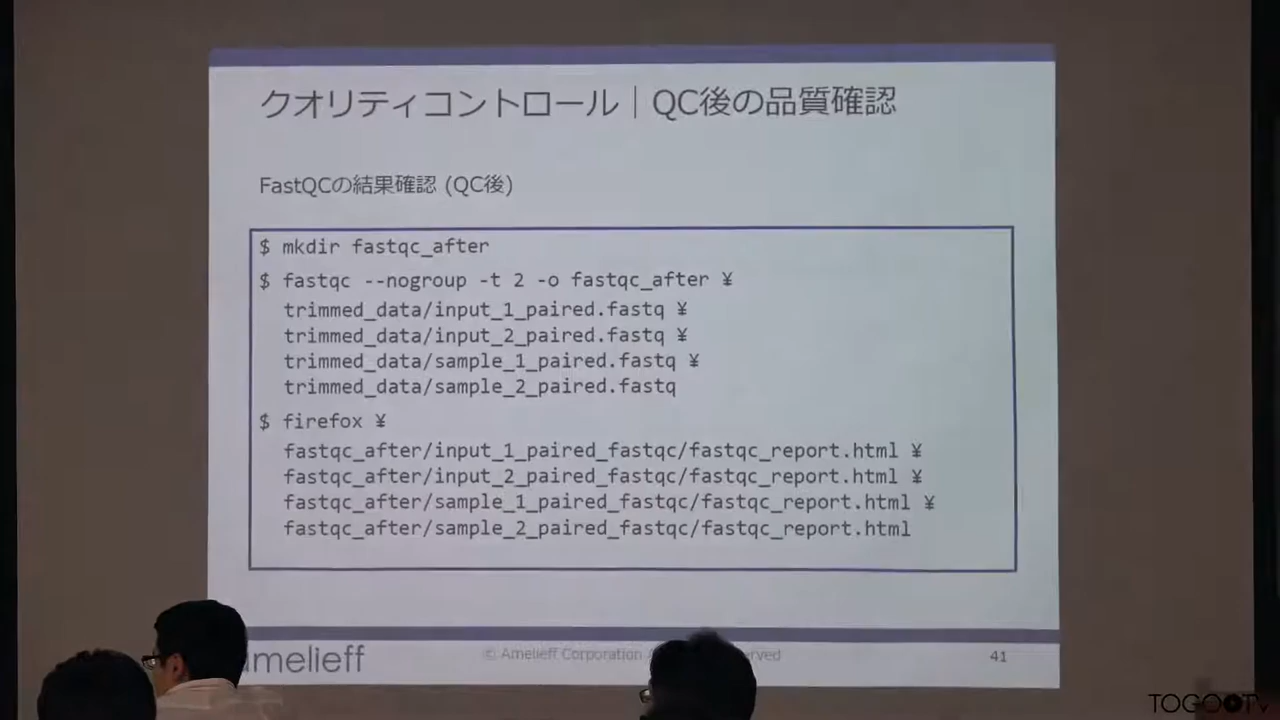 クオリティコントロール｜QC後の品質確認
FastQCの結果確認 (QC後)
$ mkdir fastqc_after
$ fastqc --nogroup -t 2 -o fastqc_after ¥
trimmed_data/input_1_paired.fastq ¥
trimmed_data/input_2_paired.fastq ¥
trimmed_data/sample_1_paired.fastq ¥
trimmed_data/sample_2_paired.fastq
$ firefox ¥
fastqc_after/input_1_paired_fastqc/fastqc_report.html ¥
fastqc_after/input_2_paired_fastqc/fastqc_report.html ¥
fastqc_after/sample_1_paired_fastqc/fastqc_report.html ¥
fastqc_after/sample_2_paired_fastqc/fastqc_report.html
melieff
© Amelieff Corporation
41
TOGOTV